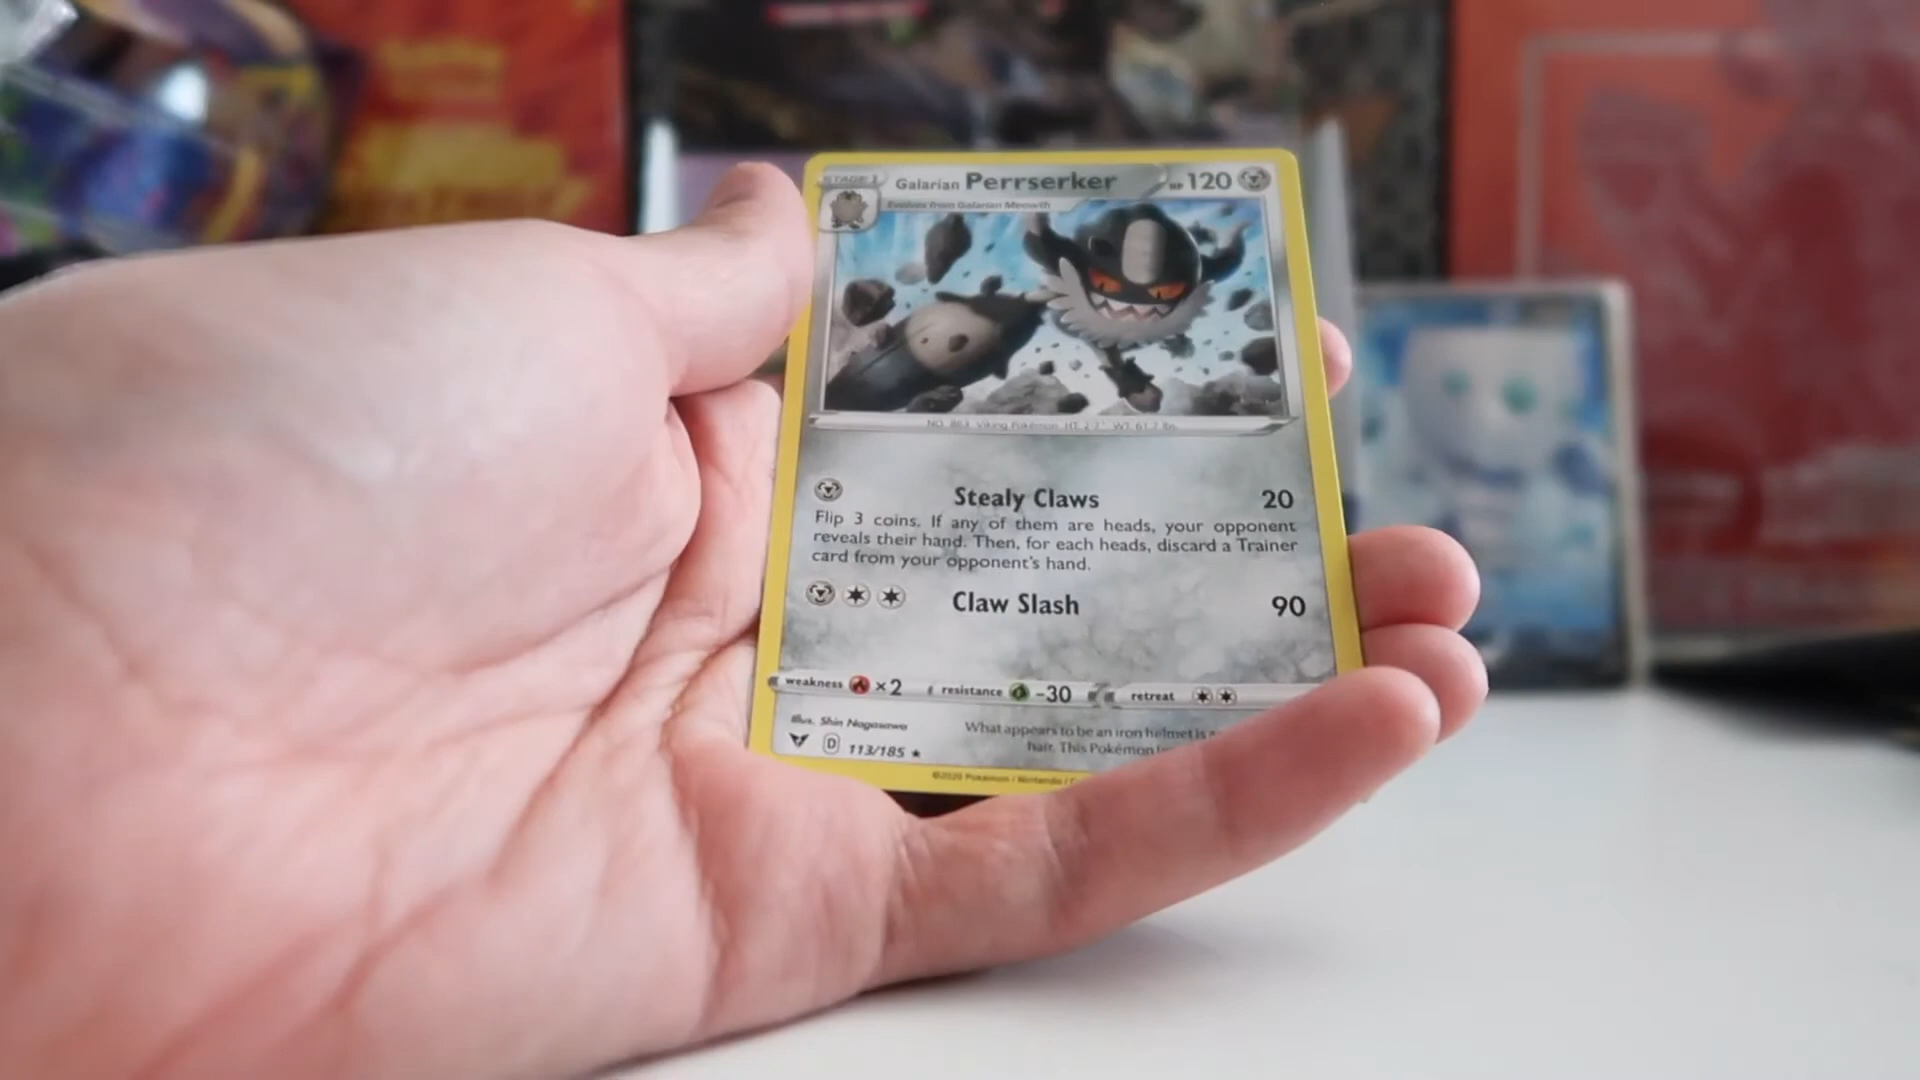 STAGE 1 Galarian Perrserker HP 120
Evolves from Galarian Meowth
NO. 863 Viking Pokémon HT: 2'7" WT: 61.7 lbs.
Stealy Claws 20
Flip 3 coins. If any of them are heads, your opponent
reveals their hand. Then, for each heads, discard a Trainer
card from your opponent's hand.
Claw Slash 90
weakness ×2 resistance -30 retreat
Illus. Shin Nagasawa
What appears to be an iron helmet is
hair. This Pokémon
D 113/185 ★
©2020 Pokémon / Nintendo /